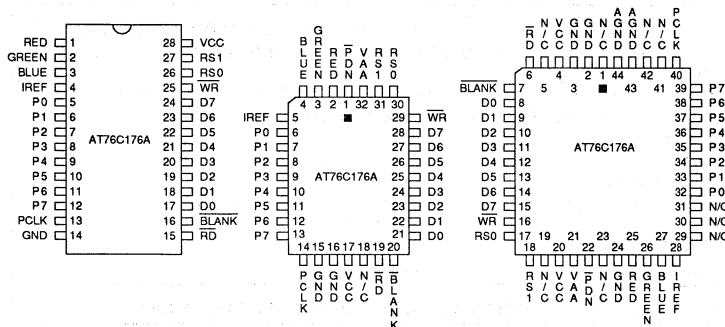 RED 1 28 VCC
GREEN 2 27 RS1
BLUE 3 26 RS0
IREF 4 25 WR
P0 5 24 D7
P1 6 23 D6
P2 7 22 D5
P3 8 21 D4
AT76C176A
P4 9 20 D3
P5 10 19 D2
P6 11 18 D1
P7 12 17 D0
PCLK 13 16 BLANK
GND 14 15 RD
BLUE GREEN RED PDN VAA RS1 RS0
4 3 2 1 32 31 30
IREF 5 29 WR
P0 6 28 D7
P1 7 27 D6
P2 8 26 D5
P3 9 25 D5
AT76C176A
P4 10 24 D3
P5 11 23 D2
P6 12 22 D1
P7 13 21 D0
14 15 16 17 18 19 20
PCLK GND GND VCC N/C RD BLANK
RD N/C VCC GND GND N/C AGND AGND N/C N/C PCLK
6 5 4 3 2 1 44 43 42 41 40
BLANK 7 39 P7
D0 8 38 P6
D1 9 37 P5
D2 10 36 P4
D3 11 35 P3
AT76C176A
D4 12 34 P2
D5 13 33 P1
D6 14 32 P0
D7 15 31 N/C
WR 16 30 N/C
RS0 17 29 N/C
18 19 20 21 22 23 24 25 26 27 28
RS1 N/C VCC VAA PDN N/C GND RED GREEN BLUE IREF